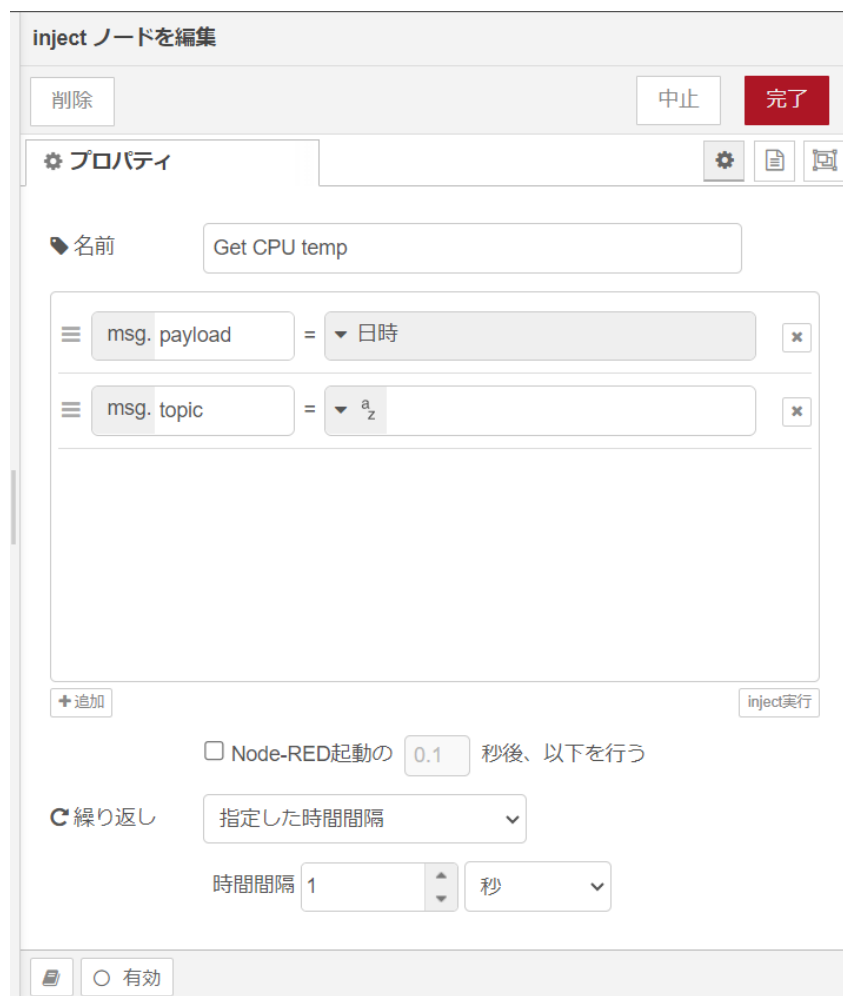 inject ノードを編集
削除 中止 完了
プロパティ
名前 Get CPU temp
msg. payload = 日時
msg. topic = az
+追加 inject実行
Node-RED起動の 0.1 秒後、以下を行う
繰り返し 指定した時間間隔
時間間隔 1 秒
有効